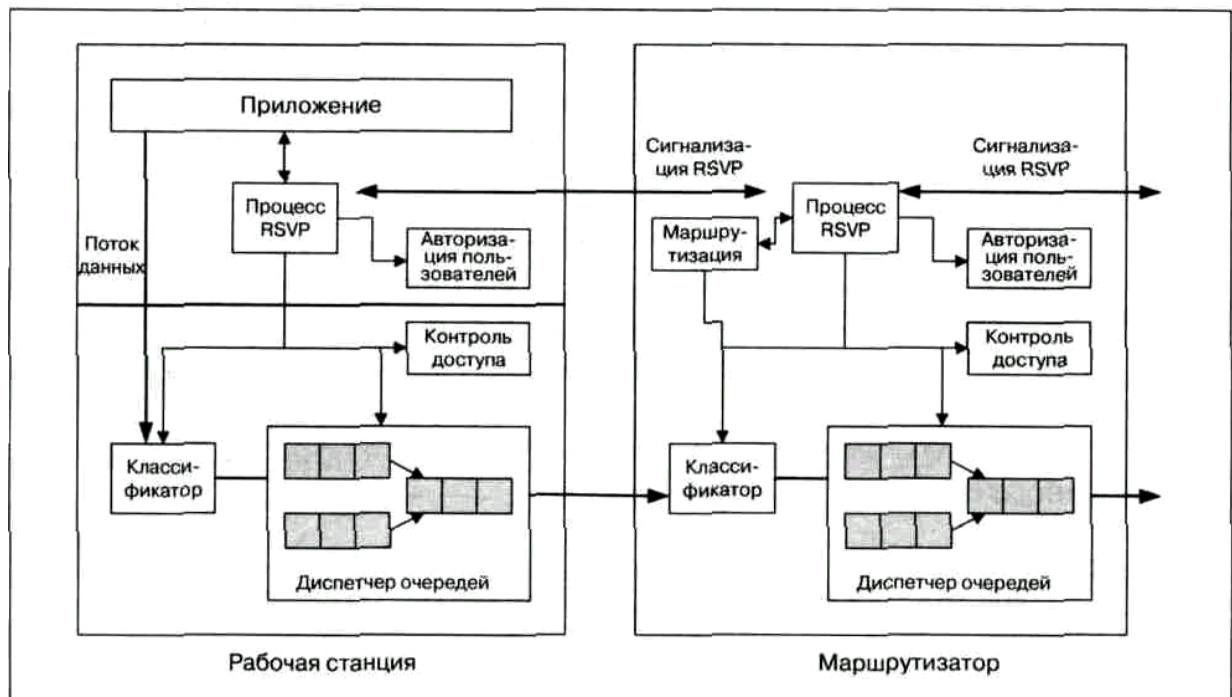 Приложение
Сигнализа-
ция RSVP
Сигнализа-
ция RSVP
Процесс
RSVP
Процесс
RSVP
Поток
данных
Авториза-
ция поль-
зователей
Маршру-
тизация
Авториза-
ция поль-
зователей
Контроль
доступа
Контроль
доступа
Класси-
фикатор
Класси-
фикатор
Диспетчер очередей
Диспетчер очередей
Рабочая станция
Маршрутизатор